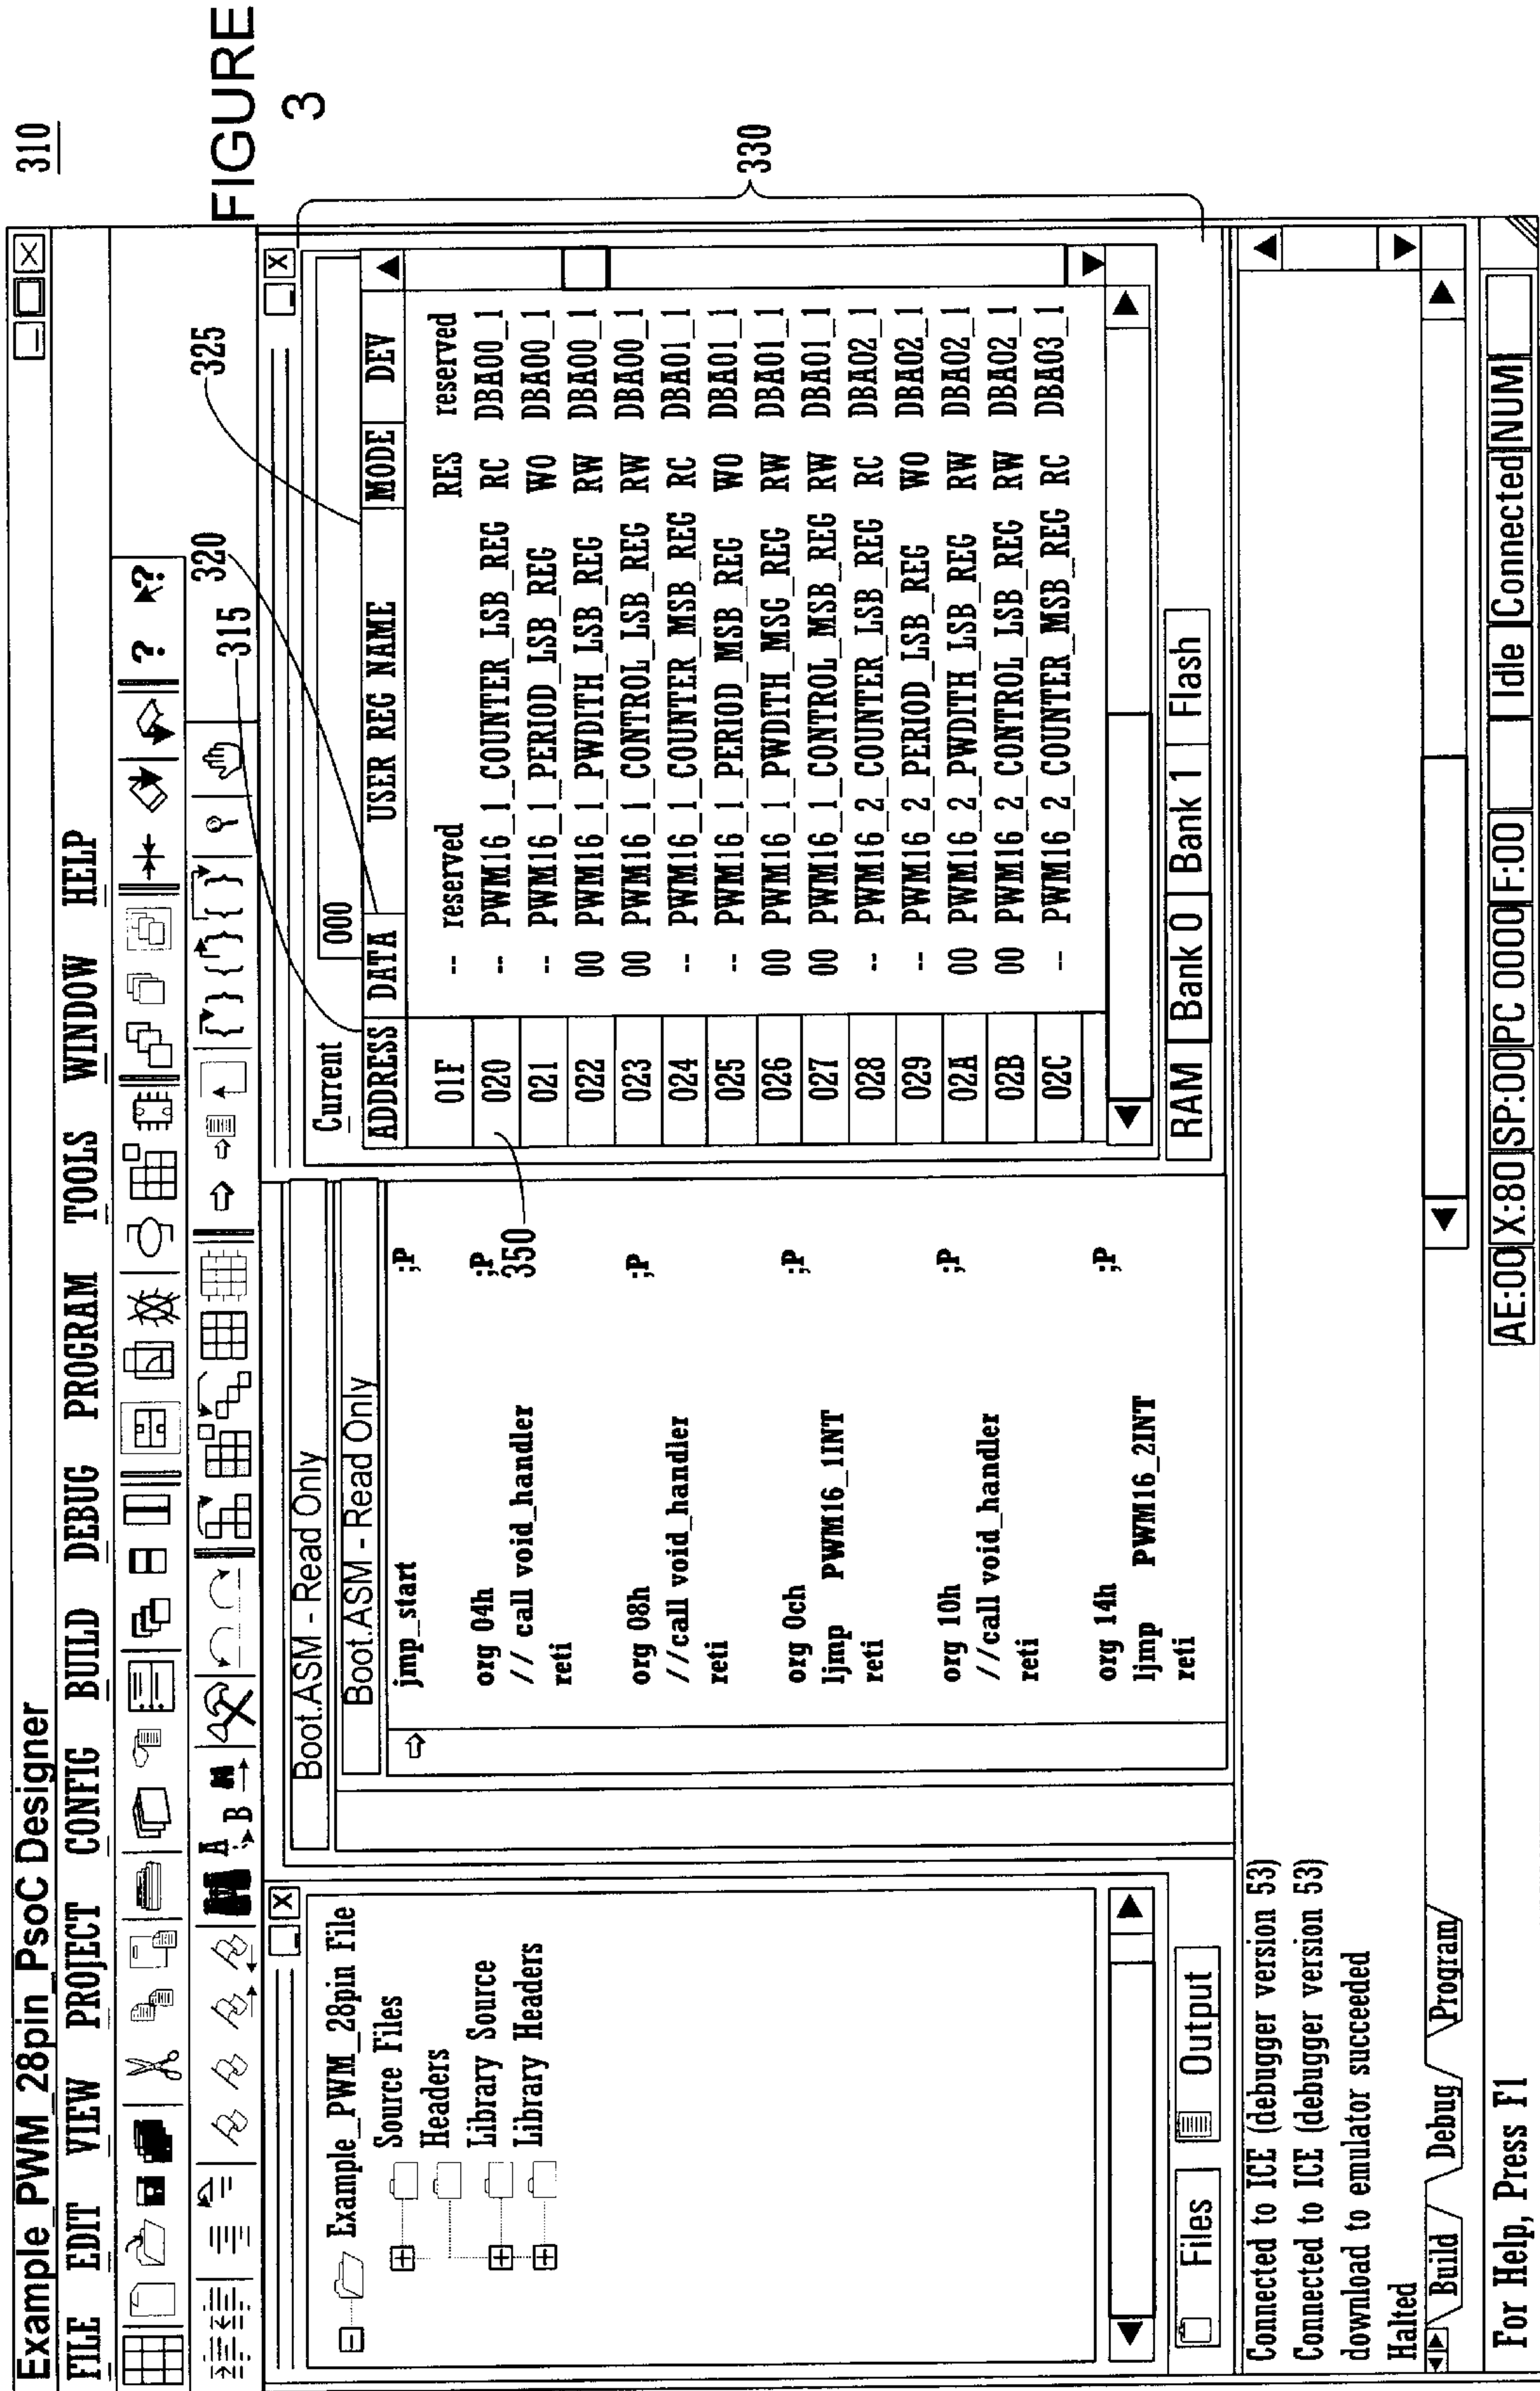 310
FIGURE
3
Example_PWM_28pin_PsoC Designer
FILE EDIT VIEW PROJECT CONFIG BUILD DEBUG PROGRAM TOOLS WINDOW HELP
? ?
A B
315
320
325
330
350
Example_PWM_28pin File
Source Files
Headers
Library Source
Library Headers
Files
Output
Boot.ASM - Read Only
Boot.ASM - Read Only
jmp_start ;P
org 04h ;P
// call void_handler
reti
org 08h ;P
//call void_handler
reti
org 0ch ;P
ljmp PWM16_1INT
reti
org 10h ;P
//call void_handler
reti
org 14h ;P
ljmp PWM16_2INT
reti
Current 000
ADDRESS DATA USER REG NAME MODE DEV
01F -- reserved RES reserved
020 -- PWM16_1_COUNTER_LSB_REG RC DBA00_1
021 -- PWM16_1_PERIOD_LSB_REG WO DBA00_1
022 00 PWM16_1_PWDITH_LSB_REG RW DBA00_1
023 00 PWM16_1_CONTROL_LSB_REG RW DBA00_1
024 -- PWM16_1_COUNTER_MSB_REG RC DBA01_1
025 -- PWM16_1_PERIOD_MSB_REG WO DBA01_1
026 00 PWM16_1_PWDITH_MSG_REG RW DBA01_1
027 00 PWM16_1_CONTROL_MSB_REG RW DBA01_1
028 -- PWM16_2_COUNTER_LSB_REG RC DBA02_1
029 -- PWM16_2_PERIOD_LSB_REG WO DBA02_1
02A 00 PWM16_2_PWDITH_LSB_REG RW DBA02_1
02B 00 PWM16_2_CONTROL_LSB_REG RW DBA02_1
02C -- PWM16_2_COUNTER_MSB_REG RC DBA03_1
RAM Bank 0 Bank 1 Flash
Connected to ICE (debugger version 53)
Connected to ICE (debugger version 53)
download to emulator succeeded
Halted
Build Debug Program
For Help, Press F1
AE:00 X:80 SP:00 PC 0000 F:00 Idle Connected NUM